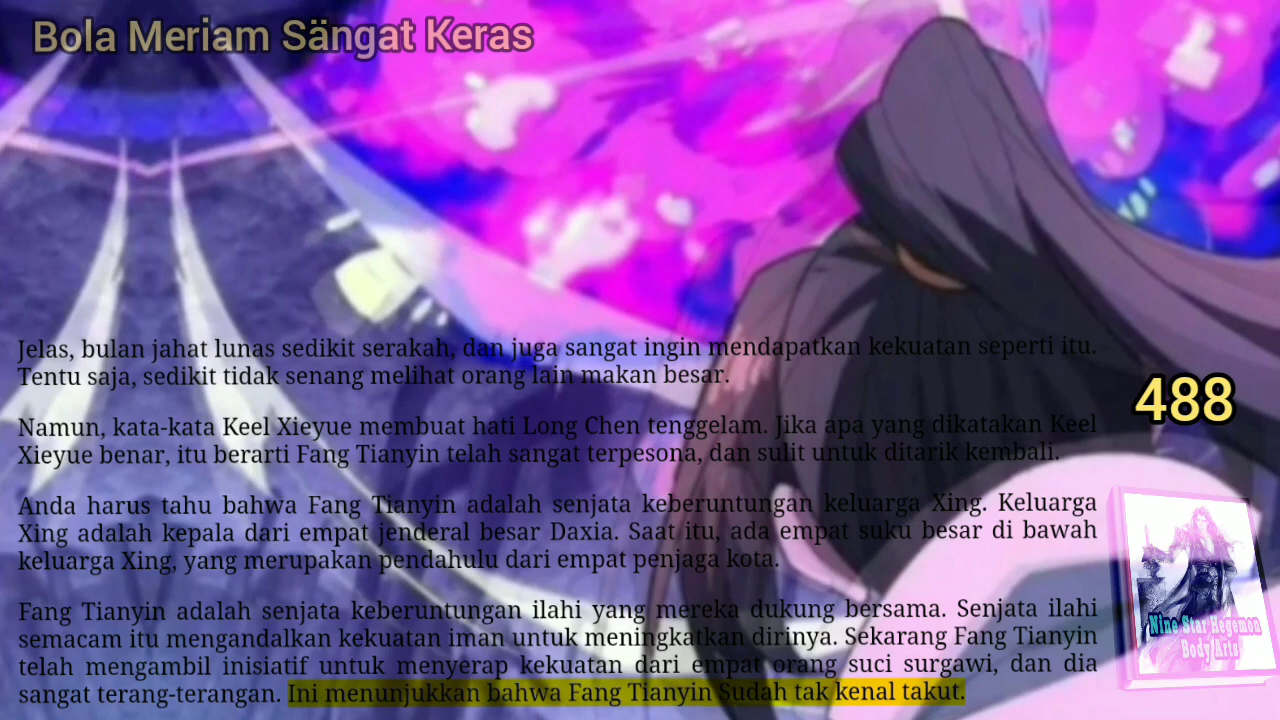 Bola Meriam Sängat Keras
Jelas, bulan jahat lunas sedikit serakah, dan juga sangat ingin mendapatkan kekuatan seperti itu.
Tentu saja, sedikit tidak senang melihat orang lain makan besar.
Namun, kata-kata Keel Xieyue membuat hati Long Chen tenggelam. Jika apa yang dikatakan Keel
Xieyue benar, itu berarti Fang Tianyin telah sangat terpesona, dan sulit untuk ditarik kembali.
Anda harus tahu bahwa Fang Tianyin adalah senjata keberuntungan keluarga Xing. Keluarga
Xing adalah kepala dari empat jenderal besar Daxia. Saat itu, ada empat suku besar di bawah
keluarga Xing, yang merupakan pendahulu dari empat penjaga kota.
Fang Tianyin adalah senjata keberuntungan ilahi yang mereka dukung bersama. Senjata ilahi
semacam itu mengandalkan kekuatan iman untuk meningkatkan dirinya. Sekarang Fang Tianyin
telah mengambil inisiatif untuk menyerap kekuatan dari empat orang suci surgawi, dan dia
sangat terang-terangan. Ini menunjukkan bahwa Fang Tianyin Sudah tak kenal takut.
488
Nine Star Hegemon
Body Arts